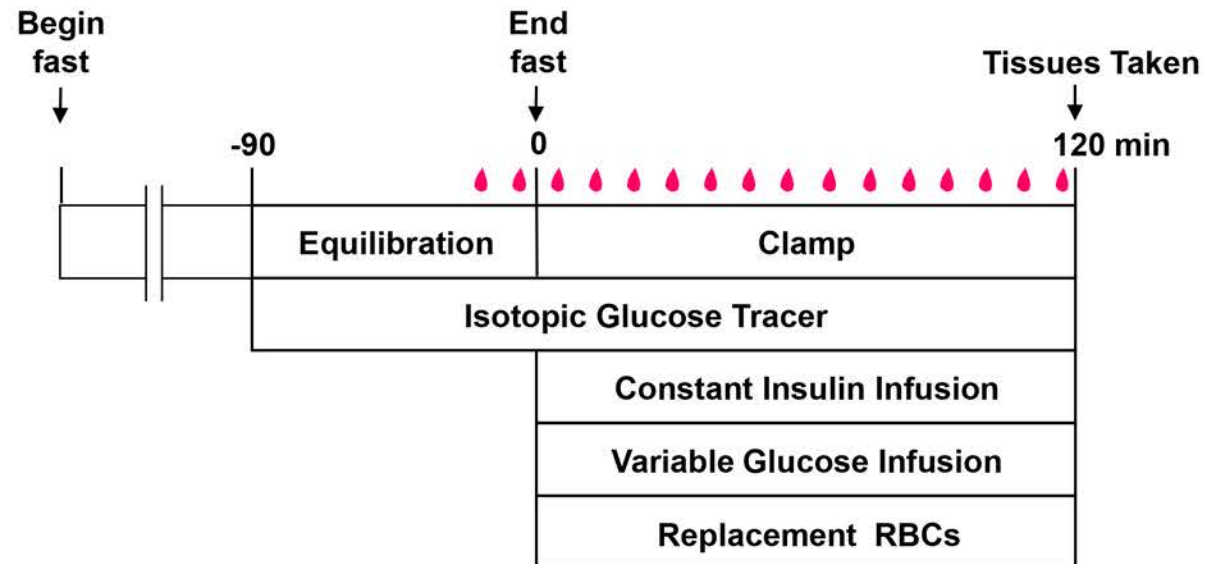 Begin
fast
End
fast
Tissues Taken
-90
0
120 min
Equilibration
Clamp
Isotopic Glucose Tracer
Constant Insulin Infusion
Variable Glucose Infusion
Replacement RBCs